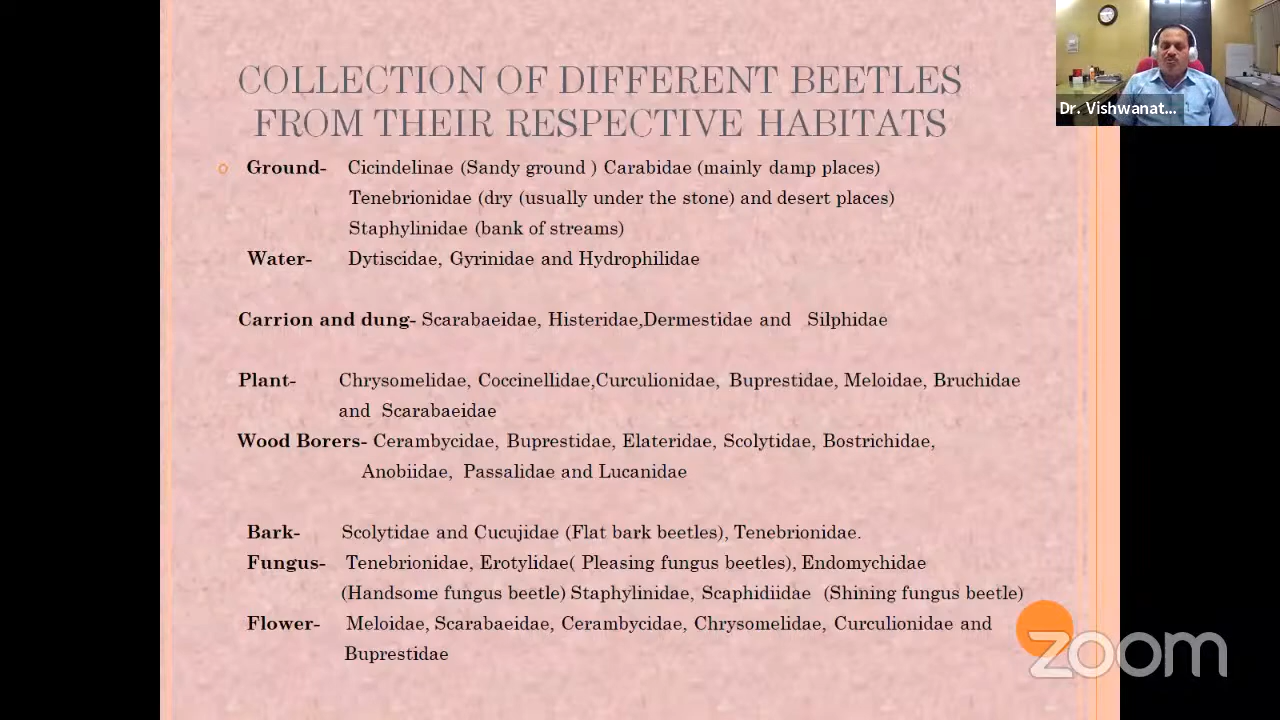 COLLECTION OF DIFFERENT BEETLES
FROM THEIR RESPECTIVE HABITATS
Ground- Cicindelinae (Sandy ground ) Carabidae (mainly damp places)
Tenebrionidae (dry (usually under the stone) and desert places)
Staphylinidae (bank of streams)
Water- Dytiscidae, Gyrinidae and Hydrophilidae
Carrion and dung- Scarabaeidae, Histeridae,Dermestidae and Silphidae
Plant- Chrysomelidae, Coccinellidae,Curculionidae, Buprestidae, Meloidae, Bruchidae
and Scarabaeidae
Wood Borers- Cerambycidae, Buprestidae, Elateridae, Scolytidae, Bostrichidae,
Anobiidae, Passalidae and Lucanidae
Bark- Scolytidae and Cucujidae (Flat bark beetles), Tenebrionidae.
Fungus- Tenebrionidae, Erotylidae( Pleasing fungus beetles), Endomychidae
(Handsome fungus beetle) Staphylinidae, Scaphidiidae (Shining fungus beetle)
Flower- Meloidae, Scarabaeidae, Cerambycidae, Chrysomelidae, Curculionidae and
Buprestidae
Dr. Vishwanat...
zoom